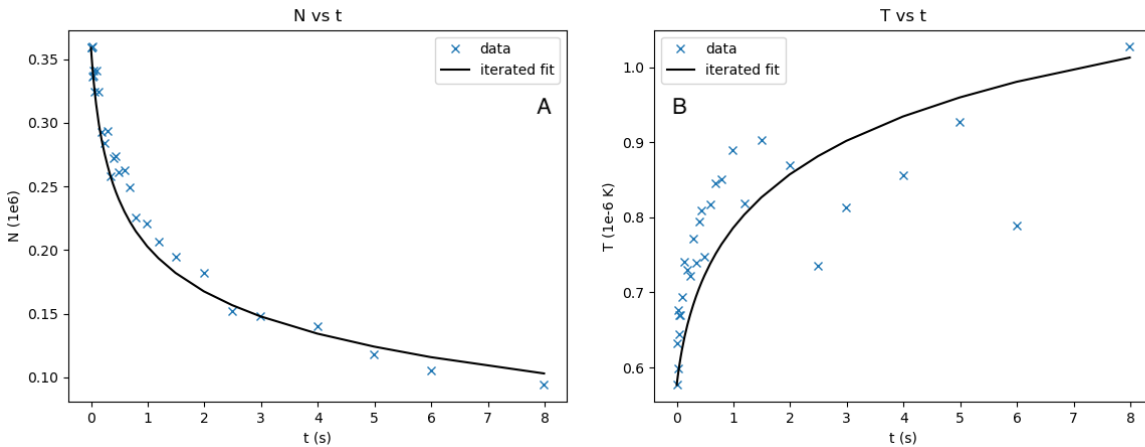 N vs t
data
iterated fit
A
0.35
0.30
0.25
0.20
0.15
0.10
N (1e6)
0 1 2 3 4 5 6 7 8
t (s)
T vs t
data
iterated fit
B
1.0
0.9
0.8
0.7
0.6
T (1e-6 K)
0 1 2 3 4 5 6 7 8
t (s)